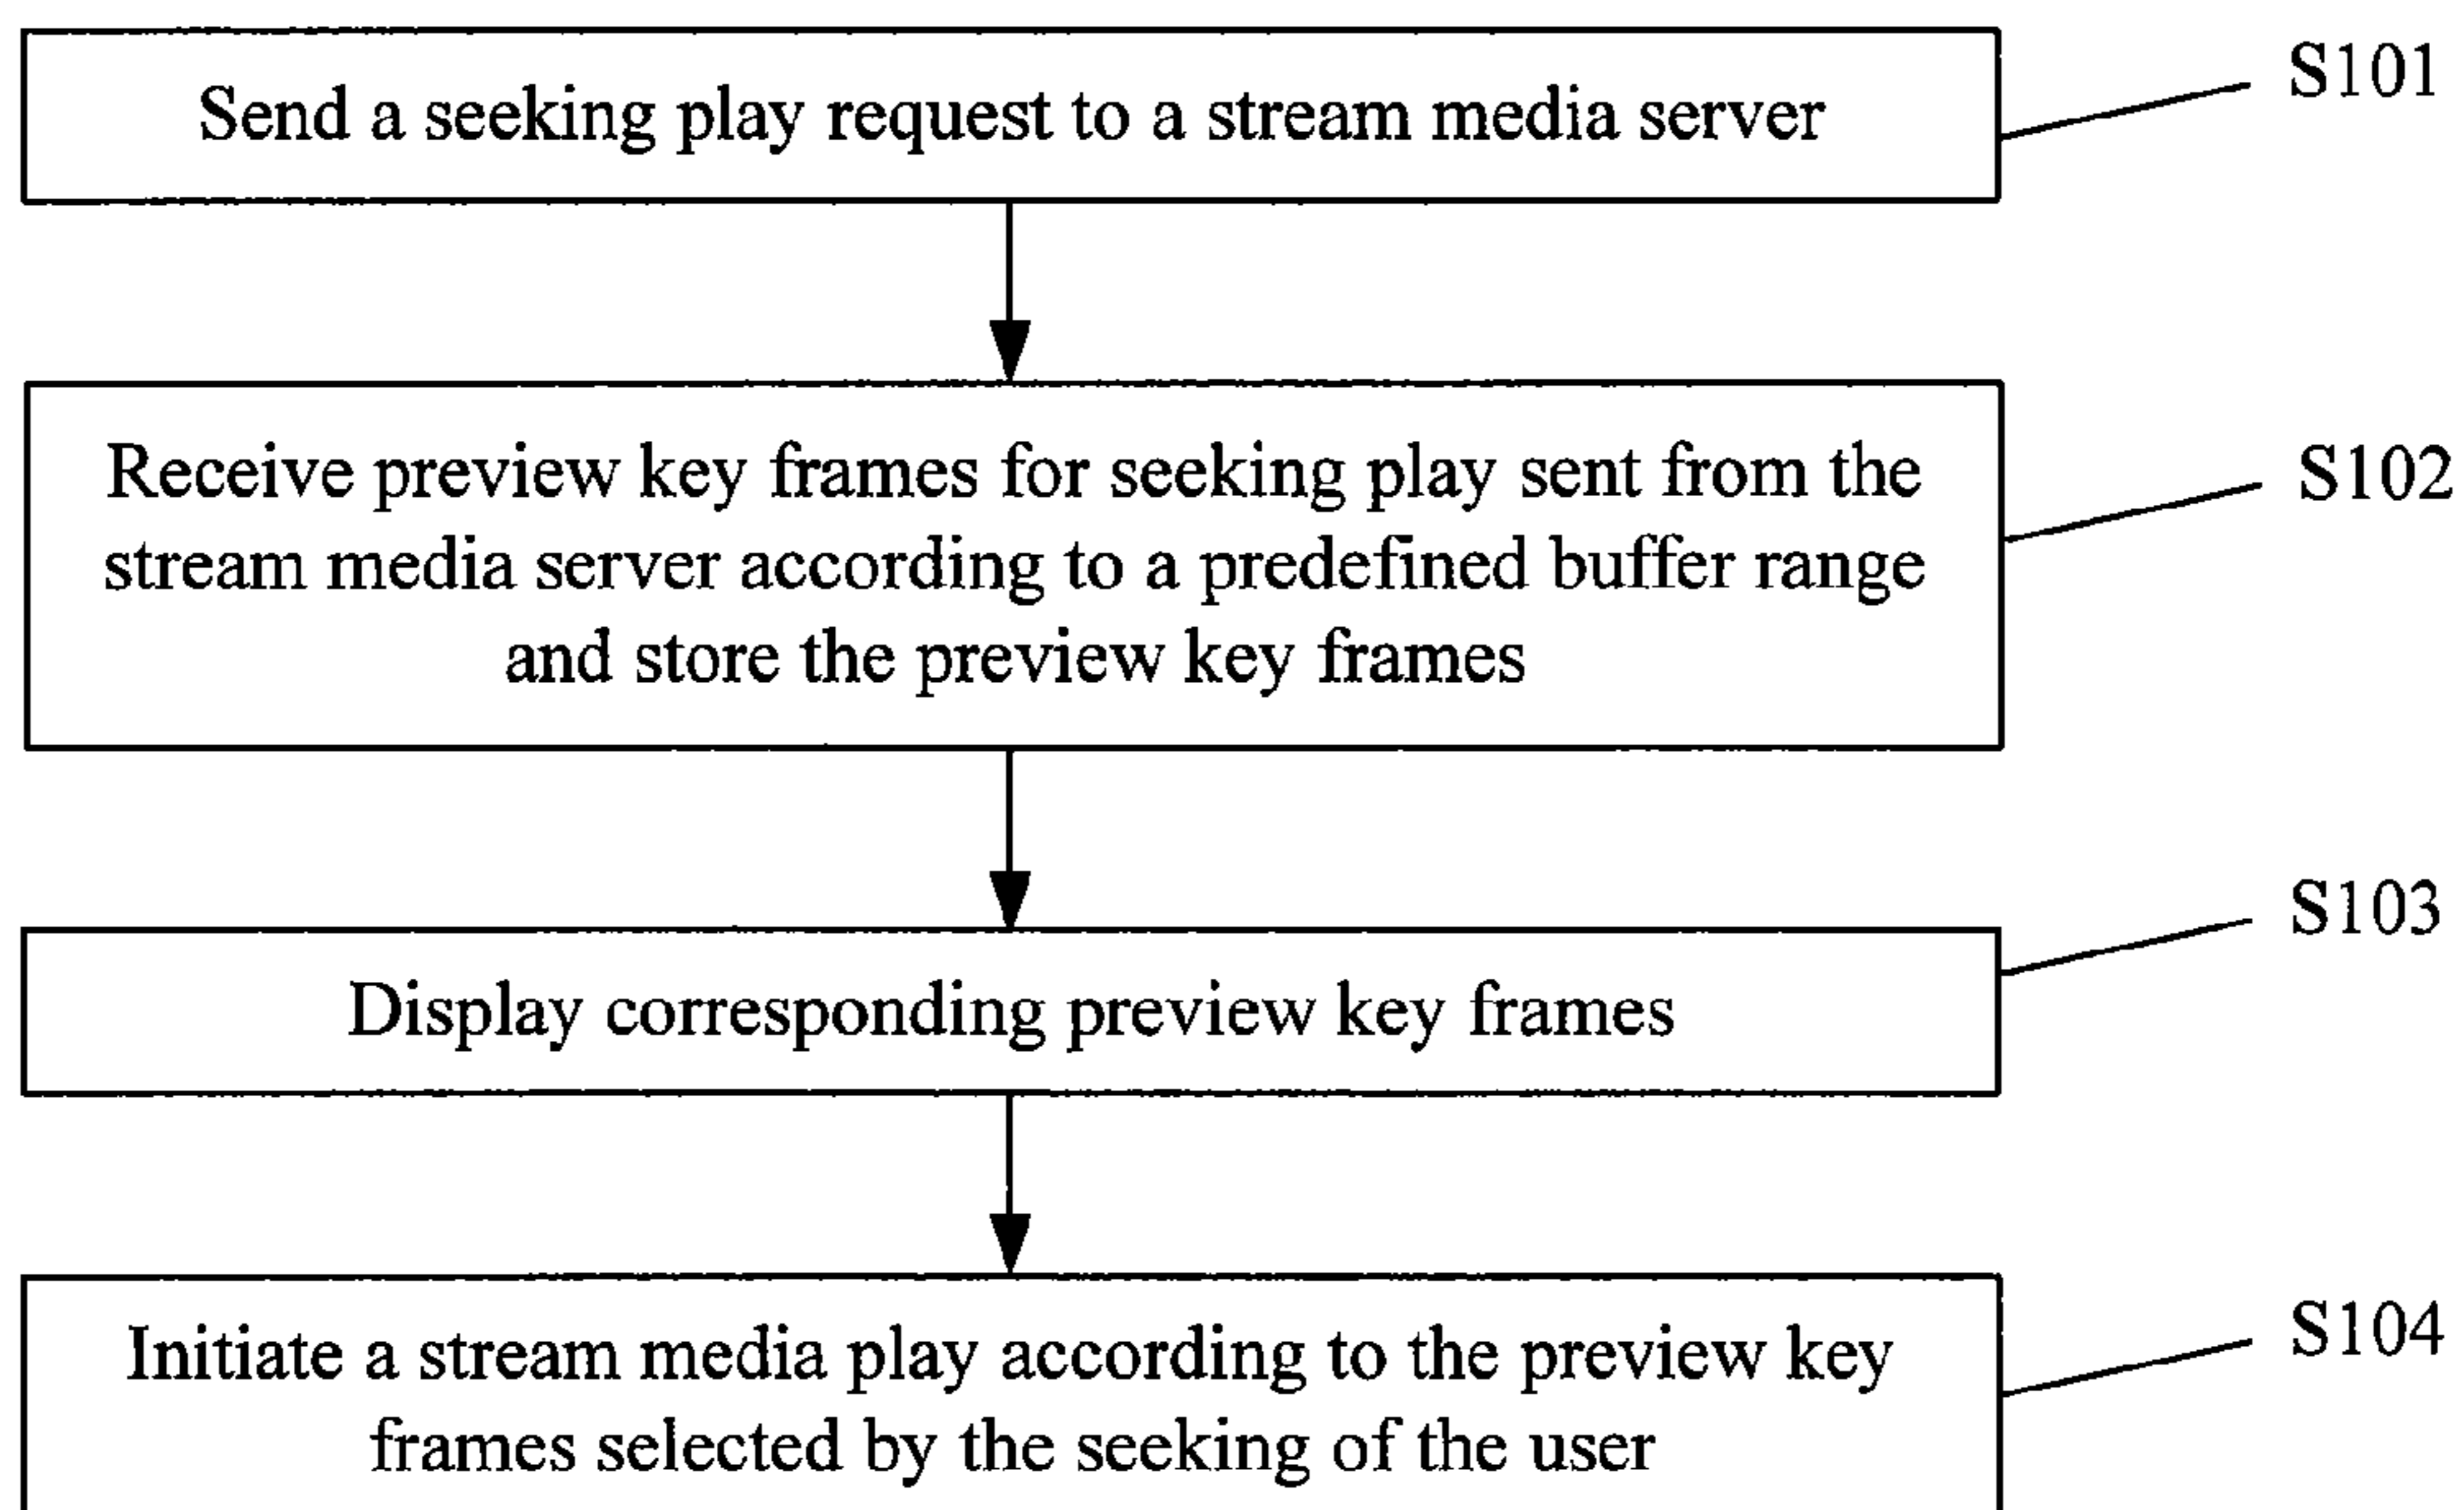 Send a seeking play request to a stream media server
S101
Receive preview key frames for seeking play sent from the
stream media server according to a predefined buffer range
and store the preview key frames
S102
Display corresponding preview key frames
S103
Initiate a stream media play according to the preview key
frames selected by the seeking of the user
S104